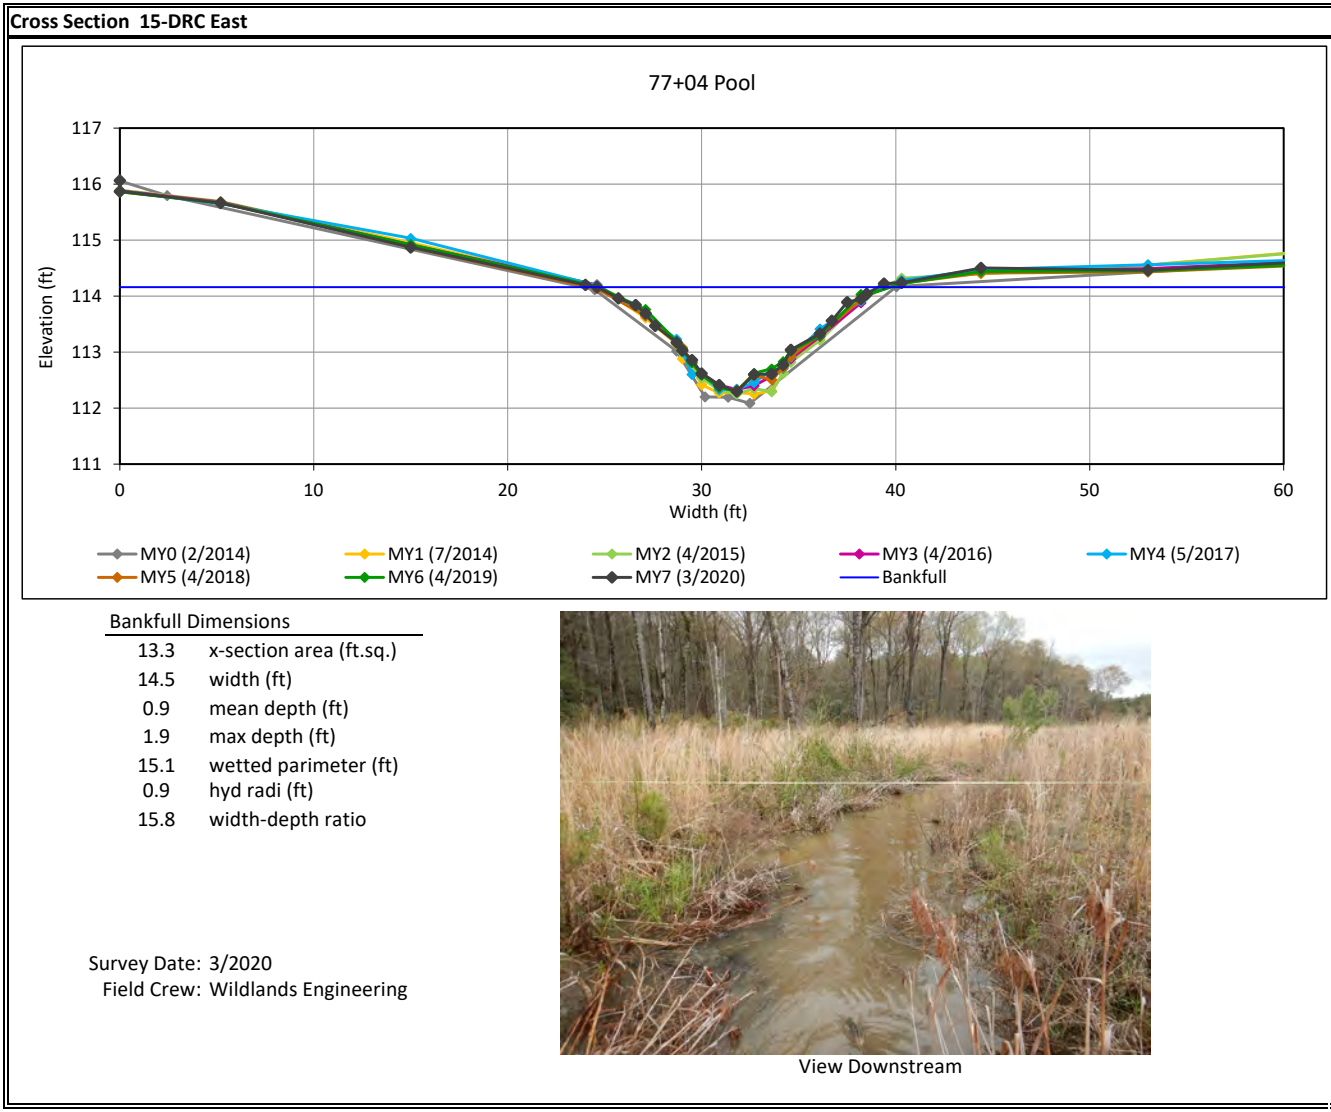 Cross Section 15-DRC East
77+04 Pool
117
116
115
114
113
112
111
Elevation (ft)
0 10 20 30 40 50 60
Width (ft)
MY0 (2/2014) MY1 (7/2014) MY2 (4/2015) MY3 (4/2016) MY4 (5/2017)
MY5 (4/2018) MY6 (4/2019) MY7 (3/2020) Bankfull
Bankfull Dimensions
13.3 x-section area (ft.sq.)
14.5 width (ft)
0.9 mean depth (ft)
1.9 max depth (ft)
15.1 wetted parimeter (ft)
0.9 hyd radi (ft)
15.8 width-depth ratio
Survey Date: 3/2020
Field Crew: Wildlands Engineering
View Downstream